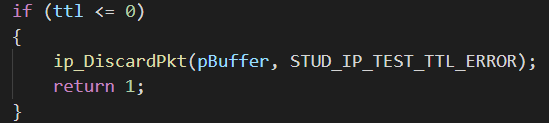 if (ttl <= 0)
{
    ip_DiscardPkt(pBuffer, STUD_IP_TEST_TTL_ERROR);
    return 1;
}